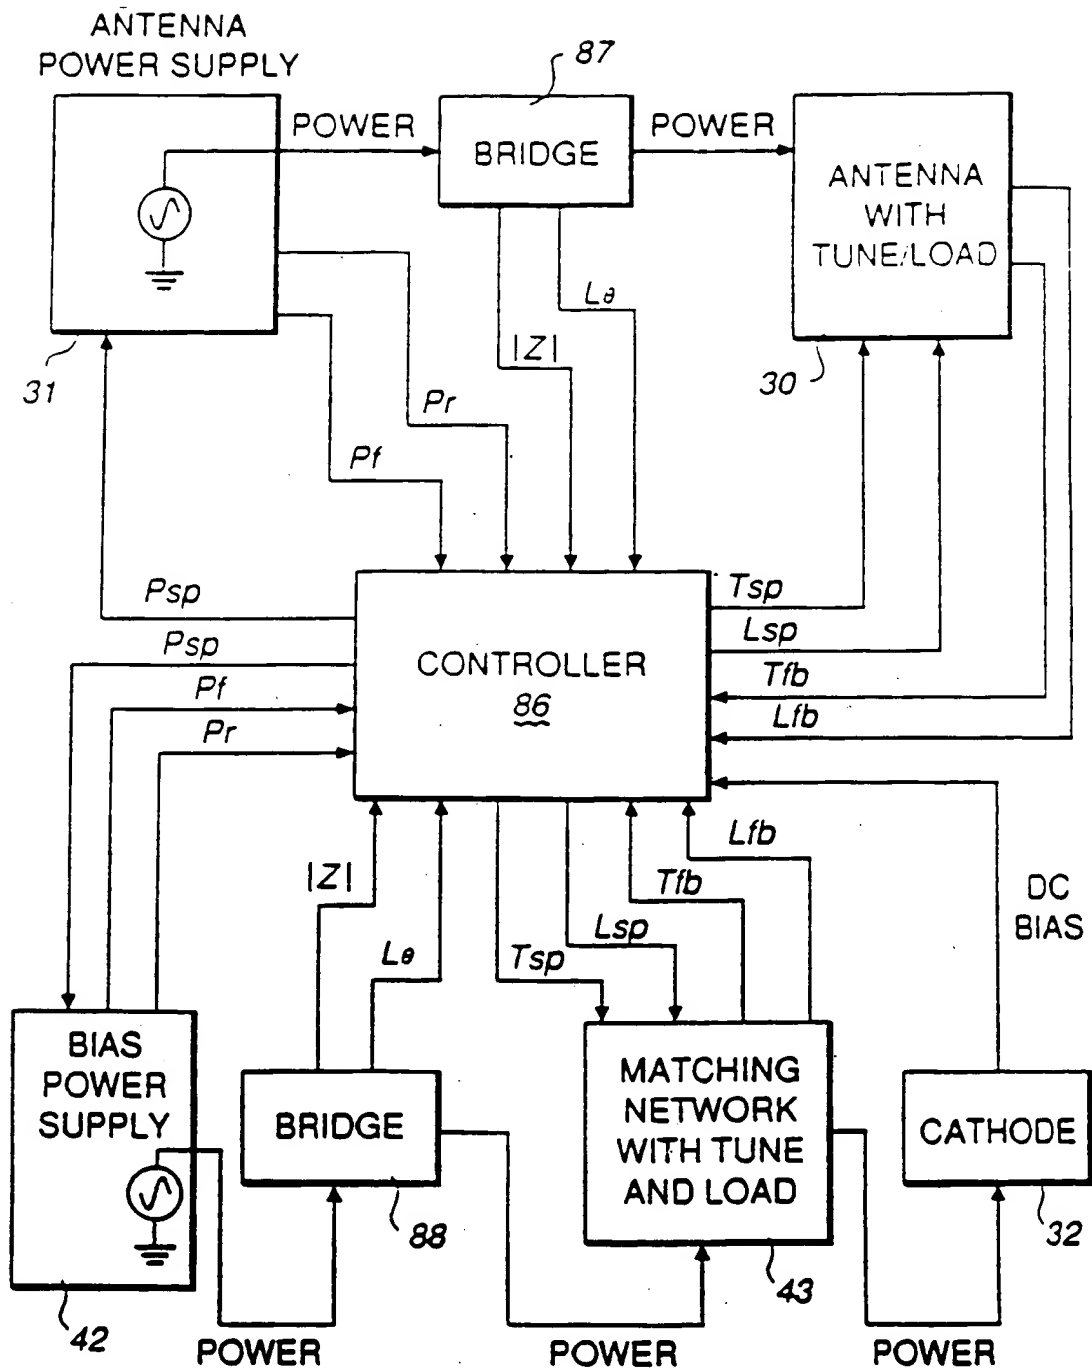 ANTENNA
POWER SUPPLY
87
POWER
BRIDGE
POWER
ANTENNA
WITH
TUNE/LOAD
Lθ
|Z|
31
30
Pr
Pf
Psp
Tsp
Psp
Lsp
CONTROLLER
86
Pf
Tfb
Pr
Lfb
|Z|
Lfb
Tfb
DC
BIAS
Lθ
Tsp
Lsp
BIAS
POWER
SUPPLY
BRIDGE
MATCHING
NETWORK
WITH TUNE
AND LOAD
CATHODE
88
32
43
42
POWER
POWER
POWER